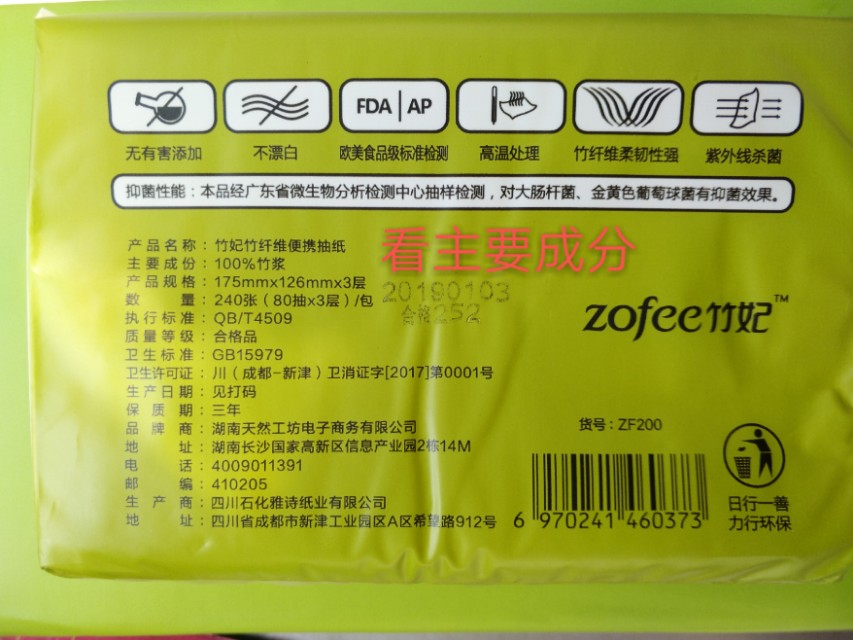 FDA|AP
无有害添加 不漂白 欧美食品级标准检测 高温处理 竹纤维柔韧性强 紫外线杀菌
抑菌性能：本品经广东省微生物分析检测中心抽样检测，对大肠杆菌、金黄色葡萄球菌有抑菌效果。
看主要成分
产品名称：竹妃竹纤维便携抽纸
主要成份：100%竹浆
产品规格：175mmx126mmx3层
数量：240张（80抽x3层）/包
20190103
合格252
执行标准：QB/T4509
质量等级：合格品
卫生标准：GB15979
卫生许可证：川（成都-新津）卫消证字[2017]第0001号
生产日期：见打码
保质期：三年
品牌商：湖南天然工坊电子商务有限公司
地址：湖南长沙国家高新区信息产业园2栋14M
电话：4009011391
邮编：410205
生产商：四川石化雅诗纸业有限公司
地址：四川省成都市新津工业园区A区希望路912号
zofee竹妃™
货号：ZF200
6 970241 460373
日行一善
力行环保